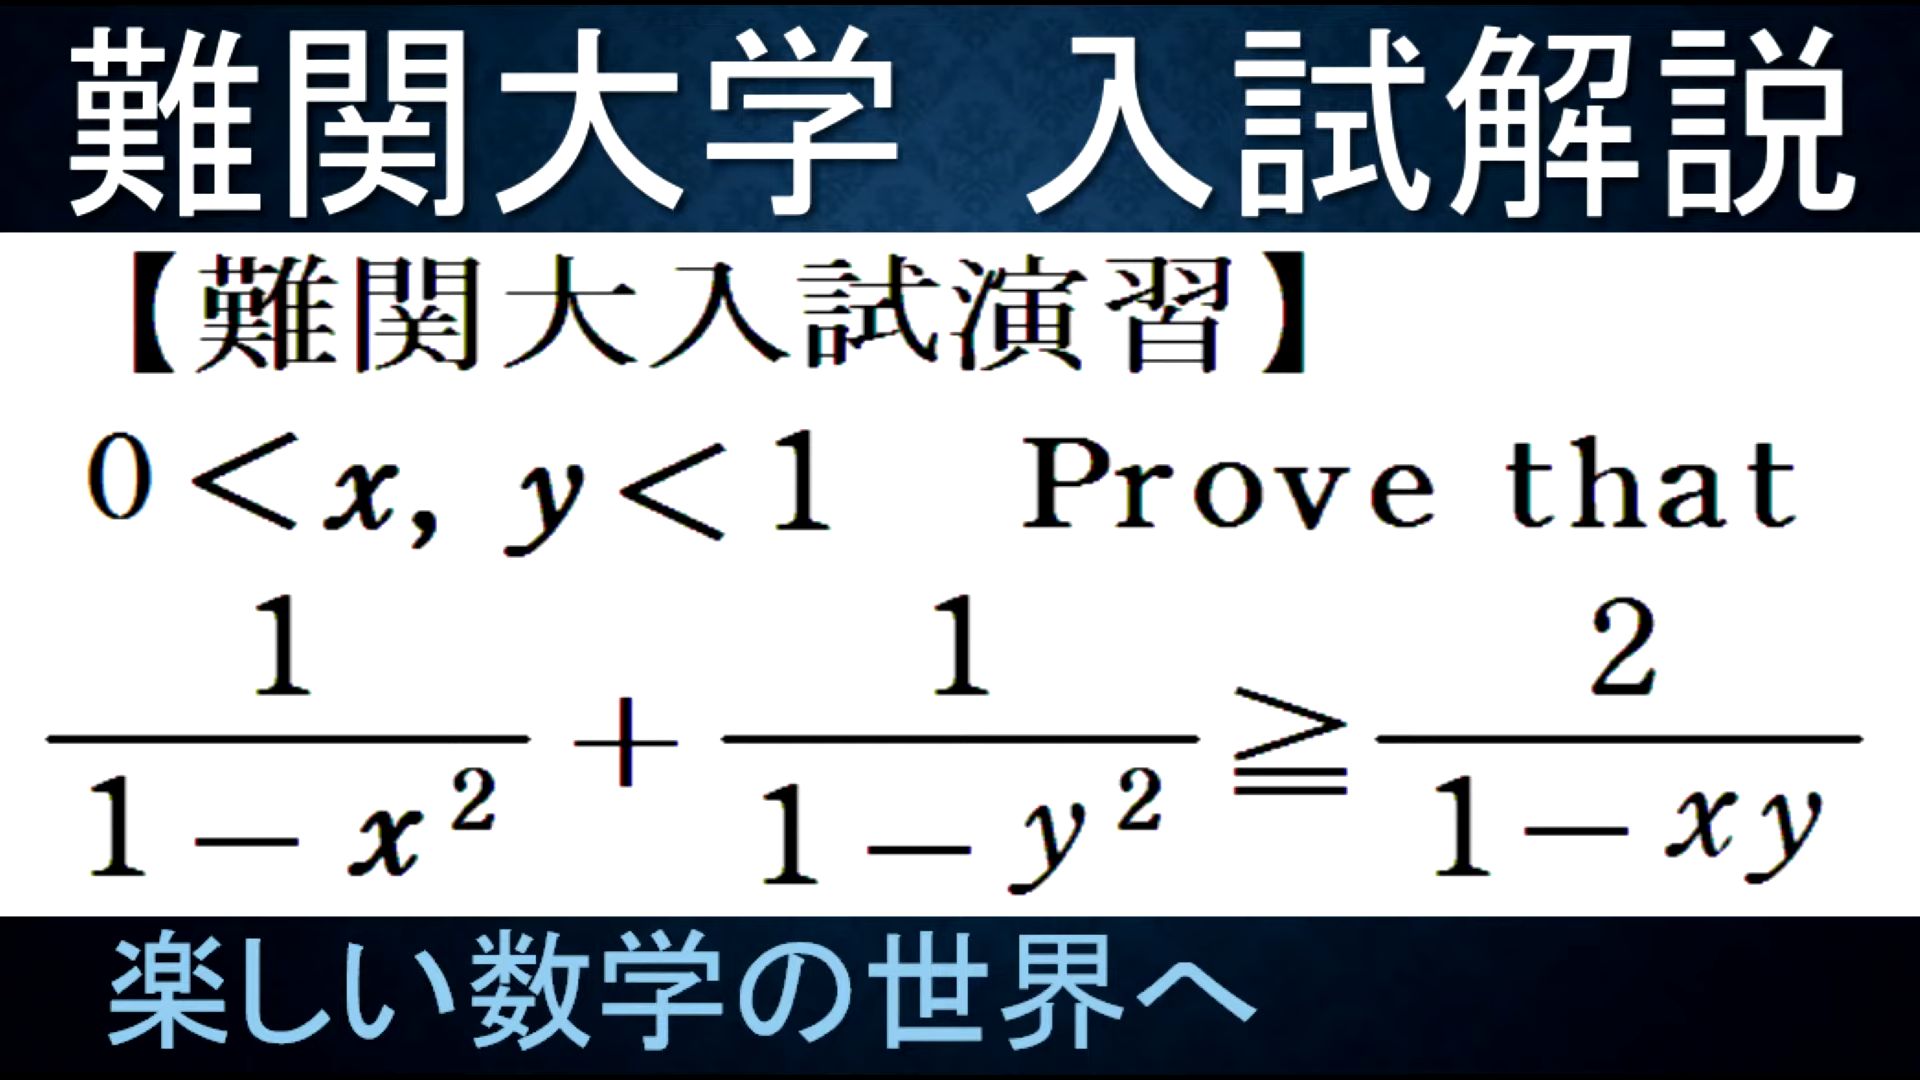 難関大学 入試解説
【難関大入試演習】
0 < x, y < 1 Prove that
1/(1 − x²) + 1/(1 − y²) ≧ 2/(1 − xy)
楽しい数学の世界へ